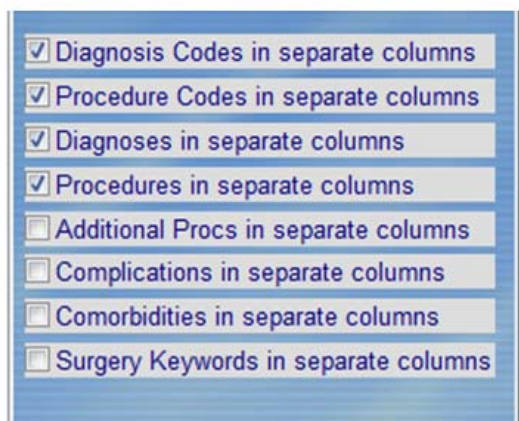 Diagnosis Codes in separate columns
Procedure Codes in separate columns
Diagnoses in separate columns
Procedures in separate columns
Additional Procs in separate columns
Complications in separate columns
Comorbidities in separate columns
Surgery Keywords in separate columns